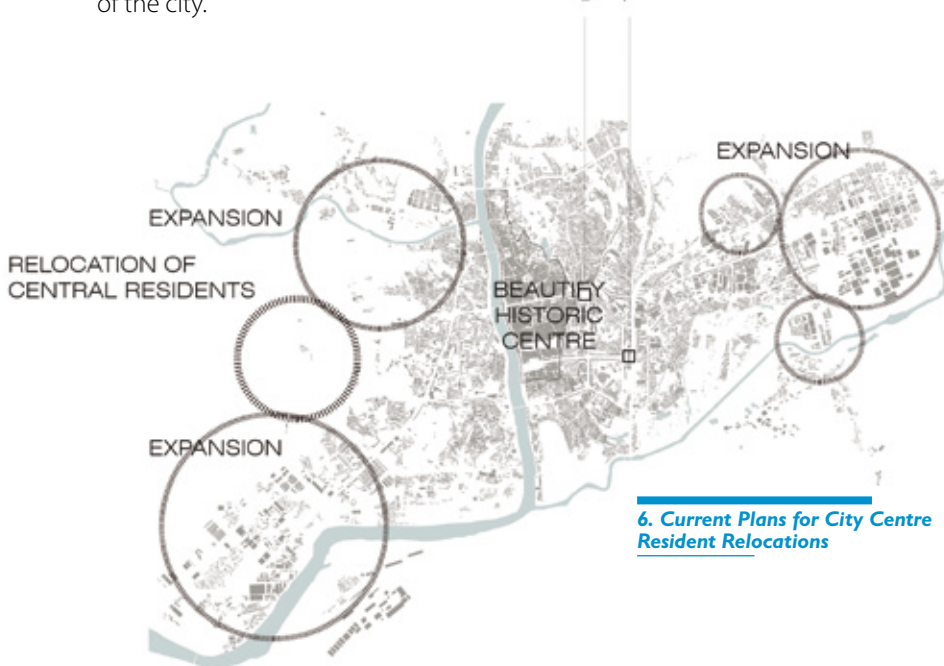 of the city.
EXPANSION
EXPANSION
RELOCATION OF
CENTRAL RESIDENTS
BEAUTIFY
HISTORIC
CENTRE
EXPANSION
6. Current Plans for City Centre
Resident Relocations